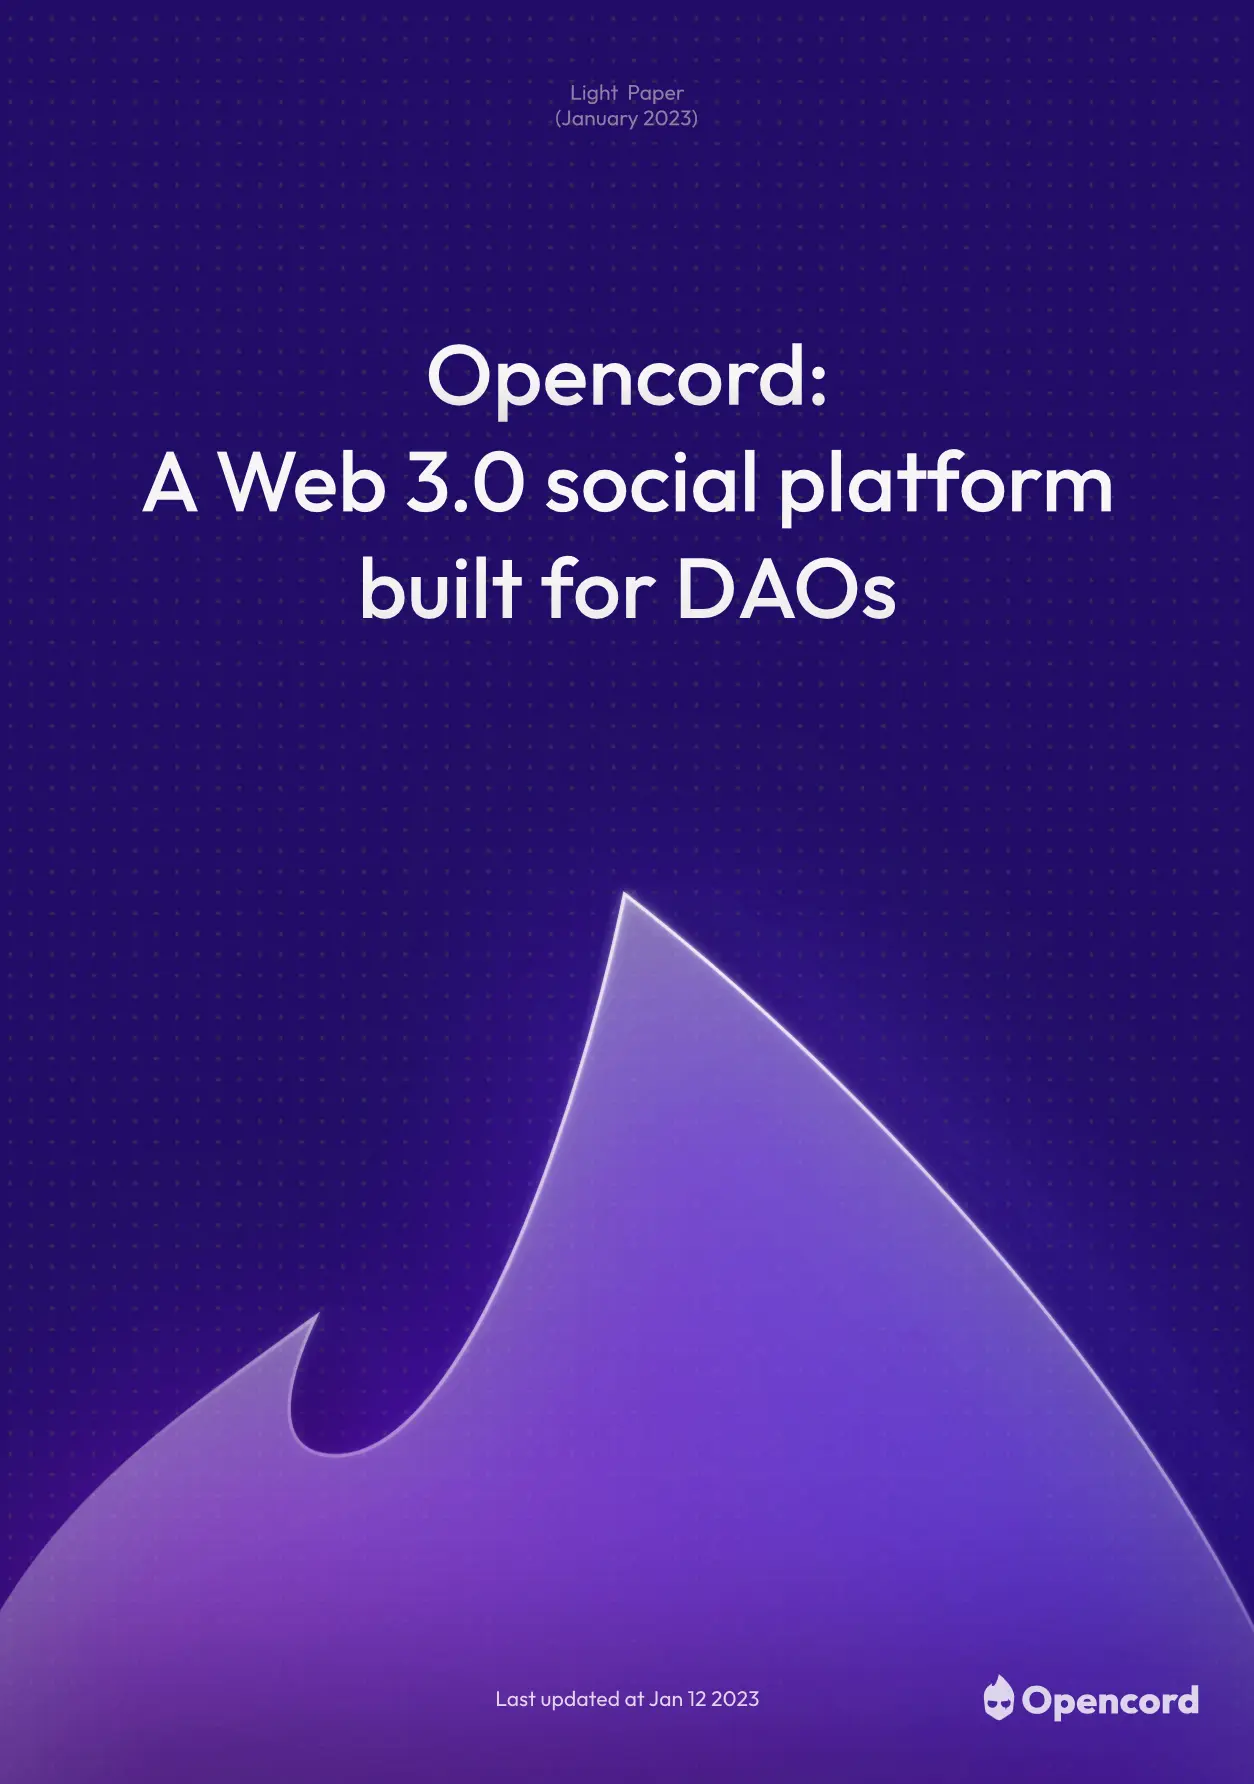 Light Paper
(January 2023)
Opencord:
A Web 3.0 social platform
built for DAOs
Last updated at Jan 12 2023
Opencord